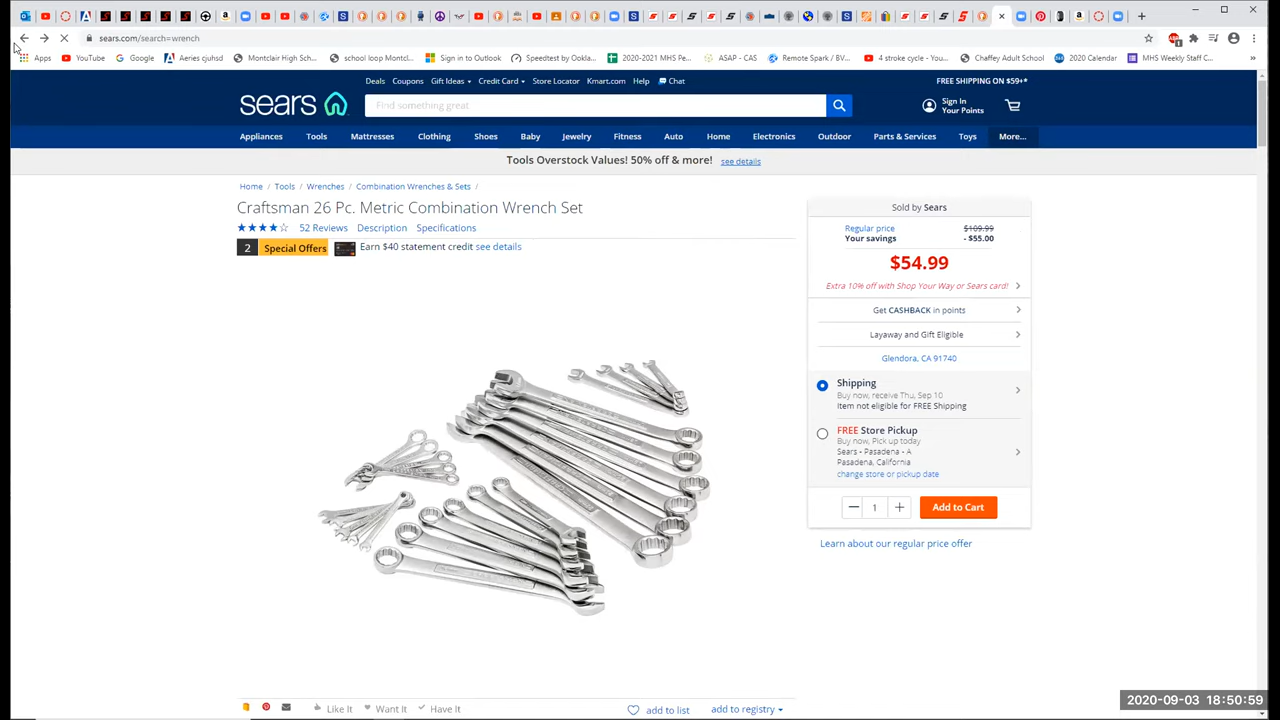 sears.com/search=wrench
Apps YouTube Google Aeries cjuhsd Montclair High Sch... school loop Montcl... Sign in to Outlook Speedtest by Ookla... 2020-2021 MHS Pe... ASAP - CAS Remote Spark / BV... 4 stroke cycle - You... Chaffey Adult School 2020 Calendar MHS Weekly Staff C... »
Deals Coupons Gift Ideas Credit Card Store Locator Kmart.com Help Chat FREE SHIPPING ON $59+*
sears Find something great Sign In
Your Points
Appliances Tools Mattresses Clothing Shoes Baby Jewelry Fitness Auto Home Electronics Outdoor Parts & Services Toys More...
Tools Overstock Values! 50% off & more! see details
Home / Tools / Wrenches / Combination Wrenches & Sets /
Craftsman 26 Pc. Metric Combination Wrench Set
52 Reviews Description Specifications
2 Special Offers Earn $40 statement credit see details
Sold by Sears
Regular price $109.99
Your savings - $55.00
$54.99
Extra 10% off with Shop Your Way or Sears card!
Get CASHBACK in points
Layaway and Gift Eligible
Glendora, CA 91740
Shipping
Buy now, receive Thu, Sep 10
Item not eligible for FREE Shipping
FREE Store Pickup
Buy now, Pick up today
Sears - Pasadena - A
Pasadena, California
change store or pickup date
1 Add to Cart
Learn about our regular price offer
Like It Want It Have It add to list add to registry
2020-09-03 18:50:59